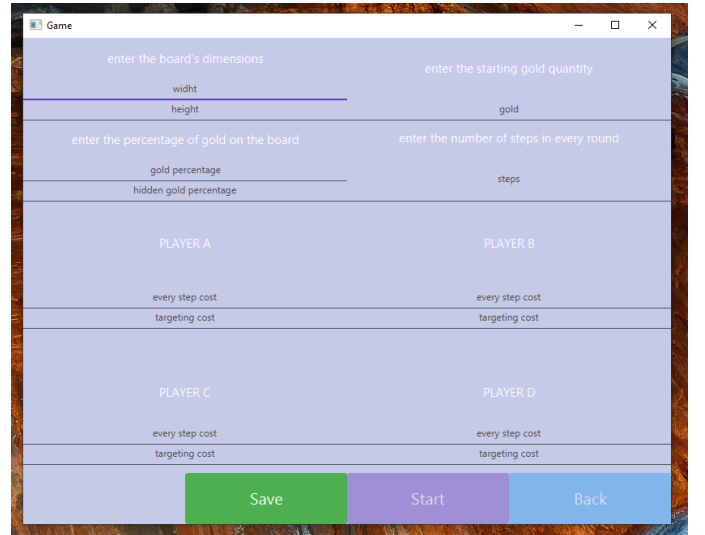 Game
enter the board's dimensions
widht
height
enter the starting gold quantity
gold
enter the percentage of gold on the board
gold percentage
hidden gold percentage
enter the number of steps in every round
steps
PLAYER A
every step cost
targeting cost
PLAYER B
every step cost
targeting cost
PLAYER C
every step cost
targeting cost
PLAYER D
every step cost
targeting cost
Save
Start
Back